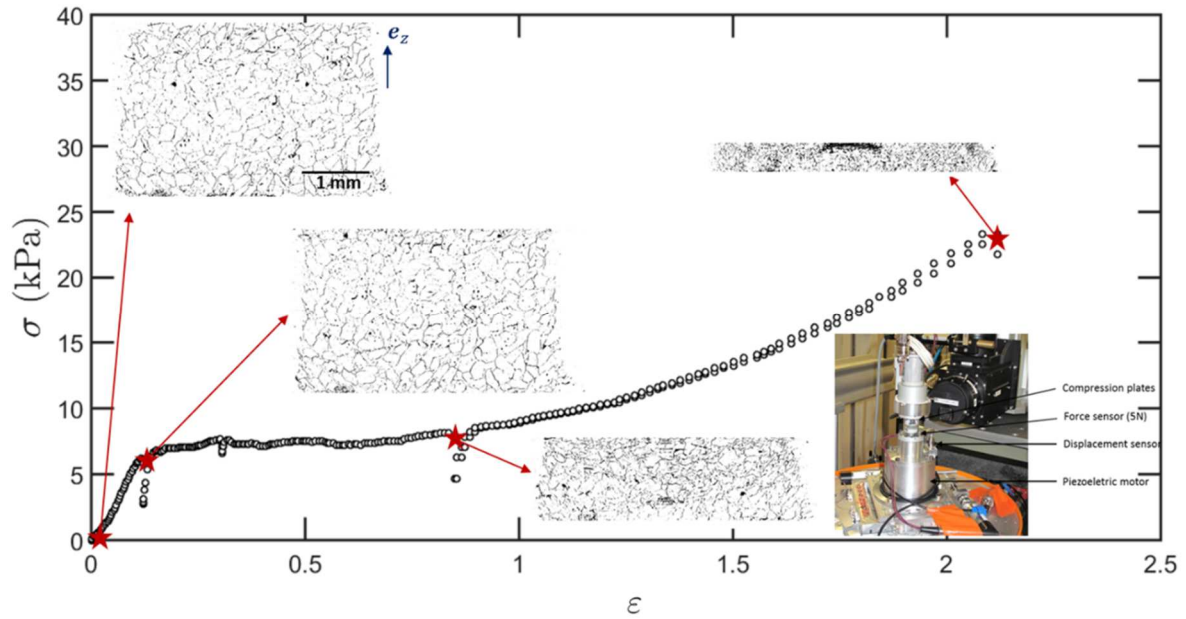 40
35
30
25
20
15
10
5
0
σ (kPa)
e_z
1 mm
Compression plates
Force sensor (5N)
Displacement sensor
Piezoeletric motor
0
0.5
1
1.5
2
2.5
ε